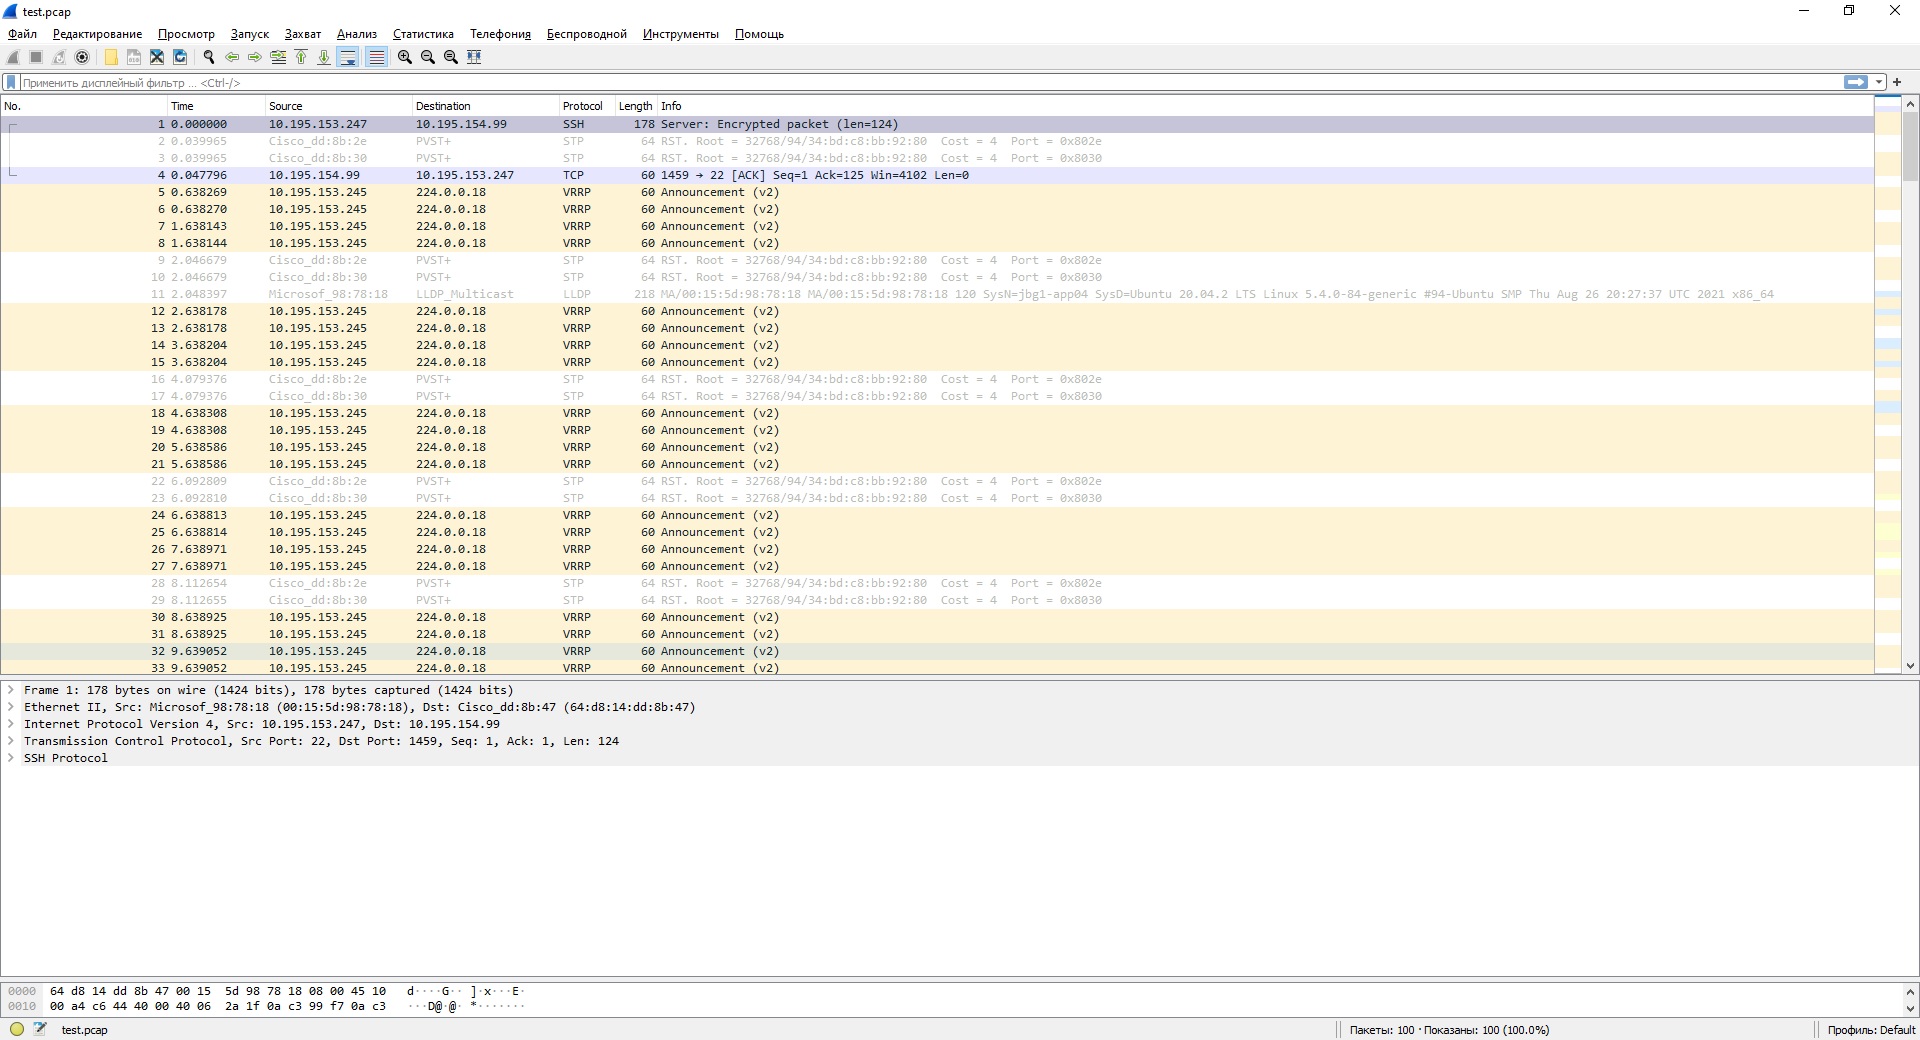 test.pcap
Файл Редактирование Просмотр Запуск Захват Анализ Статистика Телефония Беспроводной Инструменты Помощь
Применить дисплейный фильтр ... <Ctrl-/>
No. Time Source Destination Protocol Length Info
1 0.000000 10.195.153.247 10.195.154.99 SSH 178 Server: Encrypted packet (len=124)
2 0.039965 Cisco_dd:8b:2e PVST+ STP 64 RST. Root = 32768/94/34:bd:c8:bb:92:80 Cost = 4 Port = 0x802e
3 0.039965 Cisco_dd:8b:30 PVST+ STP 64 RST. Root = 32768/94/34:bd:c8:bb:92:80 Cost = 4 Port = 0x8030
4 0.047796 10.195.154.99 10.195.153.247 TCP 60 1459 → 22 [ACK] Seq=1 Ack=125 Win=4102 Len=0
5 0.638269 10.195.153.245 224.0.0.18 VRRP 60 Announcement (v2)
6 0.638270 10.195.153.245 224.0.0.18 VRRP 60 Announcement (v2)
7 1.638143 10.195.153.245 224.0.0.18 VRRP 60 Announcement (v2)
8 1.638144 10.195.153.245 224.0.0.18 VRRP 60 Announcement (v2)
9 2.046679 Cisco_dd:8b:2e PVST+ STP 64 RST. Root = 32768/94/34:bd:c8:bb:92:80 Cost = 4 Port = 0x802e
10 2.046679 Cisco_dd:8b:30 PVST+ STP 64 RST. Root = 32768/94/34:bd:c8:bb:92:80 Cost = 4 Port = 0x8030
11 2.048397 Microsof_98:78:18 LLDP_Multicast LLDP 218 MA/00:15:5d:98:78:18 MA/00:15:5d:98:78:18 120 SysN=jbg1-app04 SysD=Ubuntu 20.04.2 LTS Linux 5.4.0-84-generic #94-Ubuntu SMP Thu Aug 26 20:27:37 UTC 2021 x86_64
12 2.638178 10.195.153.245 224.0.0.18 VRRP 60 Announcement (v2)
13 2.638178 10.195.153.245 224.0.0.18 VRRP 60 Announcement (v2)
14 3.638204 10.195.153.245 224.0.0.18 VRRP 60 Announcement (v2)
15 3.638204 10.195.153.245 224.0.0.18 VRRP 60 Announcement (v2)
16 4.079376 Cisco_dd:8b:2e PVST+ STP 64 RST. Root = 32768/94/34:bd:c8:bb:92:80 Cost = 4 Port = 0x802e
17 4.079376 Cisco_dd:8b:30 PVST+ STP 64 RST. Root = 32768/94/34:bd:c8:bb:92:80 Cost = 4 Port = 0x8030
18 4.638308 10.195.153.245 224.0.0.18 VRRP 60 Announcement (v2)
19 4.638308 10.195.153.245 224.0.0.18 VRRP 60 Announcement (v2)
20 5.638586 10.195.153.245 224.0.0.18 VRRP 60 Announcement (v2)
21 5.638586 10.195.153.245 224.0.0.18 VRRP 60 Announcement (v2)
22 6.092809 Cisco_dd:8b:2e PVST+ STP 64 RST. Root = 32768/94/34:bd:c8:bb:92:80 Cost = 4 Port = 0x802e
23 6.092810 Cisco_dd:8b:30 PVST+ STP 64 RST. Root = 32768/94/34:bd:c8:bb:92:80 Cost = 4 Port = 0x8030
24 6.638813 10.195.153.245 224.0.0.18 VRRP 60 Announcement (v2)
25 6.638814 10.195.153.245 224.0.0.18 VRRP 60 Announcement (v2)
26 7.638971 10.195.153.245 224.0.0.18 VRRP 60 Announcement (v2)
27 7.638971 10.195.153.245 224.0.0.18 VRRP 60 Announcement (v2)
28 8.112654 Cisco_dd:8b:2e PVST+ STP 64 RST. Root = 32768/94/34:bd:c8:bb:92:80 Cost = 4 Port = 0x802e
29 8.112655 Cisco_dd:8b:30 PVST+ STP 64 RST. Root = 32768/94/34:bd:c8:bb:92:80 Cost = 4 Port = 0x8030
30 8.638925 10.195.153.245 224.0.0.18 VRRP 60 Announcement (v2)
31 8.638925 10.195.153.245 224.0.0.18 VRRP 60 Announcement (v2)
32 9.639052 10.195.153.245 224.0.0.18 VRRP 60 Announcement (v2)
33 9.639052 10.195.153.245 224.0.0.18 VRRP 60 Announcement (v2)
Frame 1: 178 bytes on wire (1424 bits), 178 bytes captured (1424 bits)
Ethernet II, Src: Microsof_98:78:18 (00:15:5d:98:78:18), Dst: Cisco_dd:8b:47 (64:d8:14:dd:8b:47)
Internet Protocol Version 4, Src: 10.195.153.247, Dst: 10.195.154.99
Transmission Control Protocol, Src Port: 22, Dst Port: 1459, Seq: 1, Ack: 1, Len: 124
SSH Protocol
0000 64 d8 14 dd 8b 47 00 15 5d 98 78 18 08 00 45 10 d····G·· ]·x···E·
0010 00 a4 c6 44 40 00 40 06 2a 1f 0a c3 99 f7 0a c3 ···D@·@· *·······
test.pcap Пакеты: 100 · Показаны: 100 (100.0%) Профиль: Default